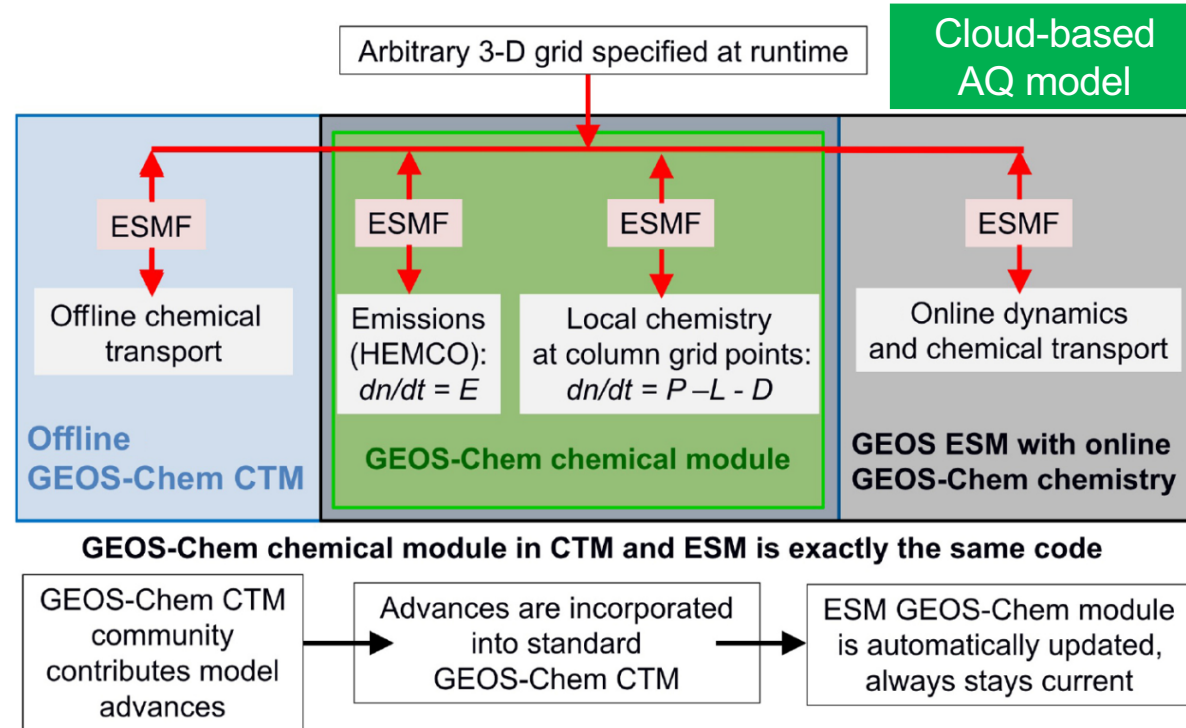 Arbitrary 3-D grid specified at runtime
Cloud-based
AQ model
ESMF
ESMF
ESMF
ESMF
Offline chemical
transport
Emissions
(HEMCO):
dn/dt = E
Local chemistry
at column grid points:
dn/dt = P –L - D
Online dynamics
and chemical transport
Offline
GEOS-Chem CTM
GEOS-Chem chemical module
GEOS ESM with online
GEOS-Chem chemistry
GEOS-Chem chemical module in CTM and ESM is exactly the same code
GEOS-Chem CTM
community
contributes model
advances
Advances are incorporated
into standard
GEOS-Chem CTM
ESM GEOS-Chem module
is automatically updated,
always stays current